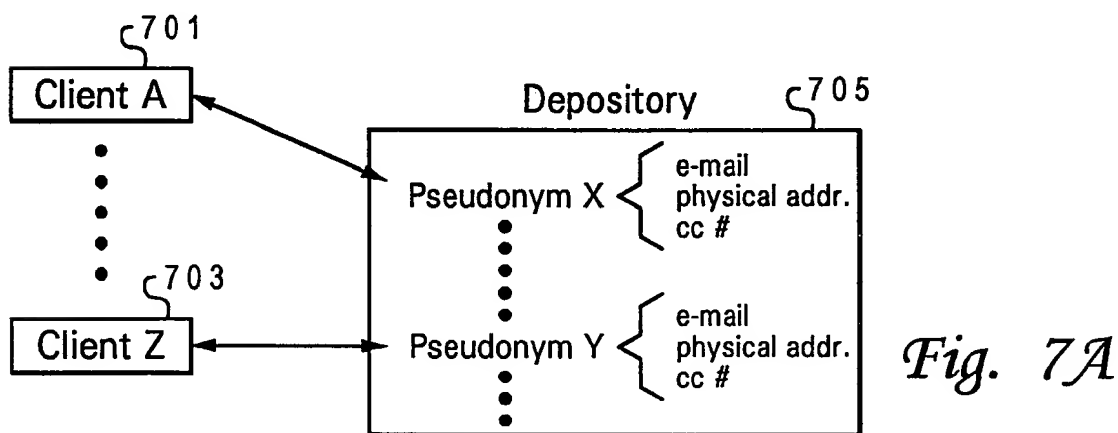 701
Client A
Depository
705
Pseudonym X
e-mail
physical addr.
cc #
703
Client Z
Pseudonym Y
e-mail
physical addr.
cc #
Fig. 7A